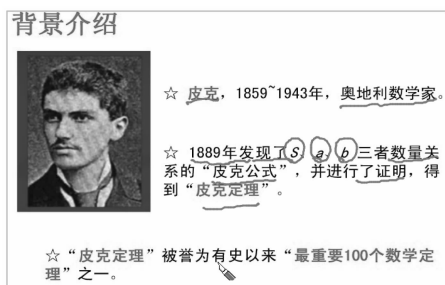 背景介绍
☆ 皮克，1859~1943年，奥地利数学家。
☆ 1889年发现了S、a、b三者数量关
系的“皮克公式”，并进行了证明，得
到“皮克定理”。
☆“皮克定理”被誉为有史以来“最重要100个数学定
理”之一。